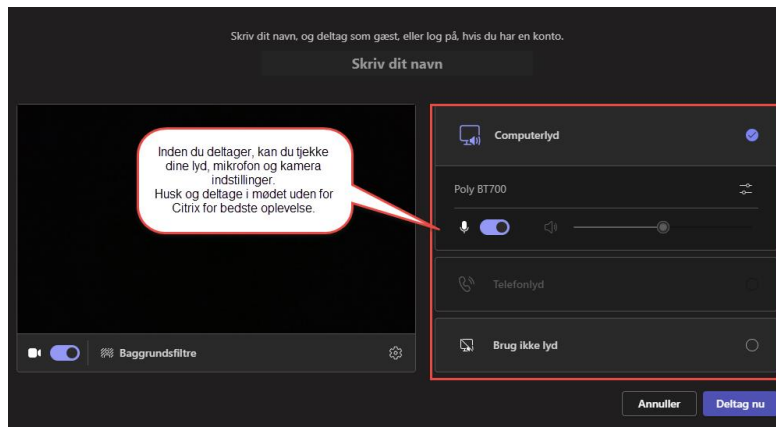 Skriv dit navn, og deltag som gæst, eller log på, hvis du har en konto.
Skriv dit navn
Inden du deltager, kan du tjekke
dine lyd, mikrofon og kamera
indstillinger.
Husk og deltage i mødet uden for
Citrix for bedste oplevelse.
Baggrundsfiltre
Computerlyd
Poly BT700
Telefonlyd
Brug ikke lyd
Annuller
Deltag nu